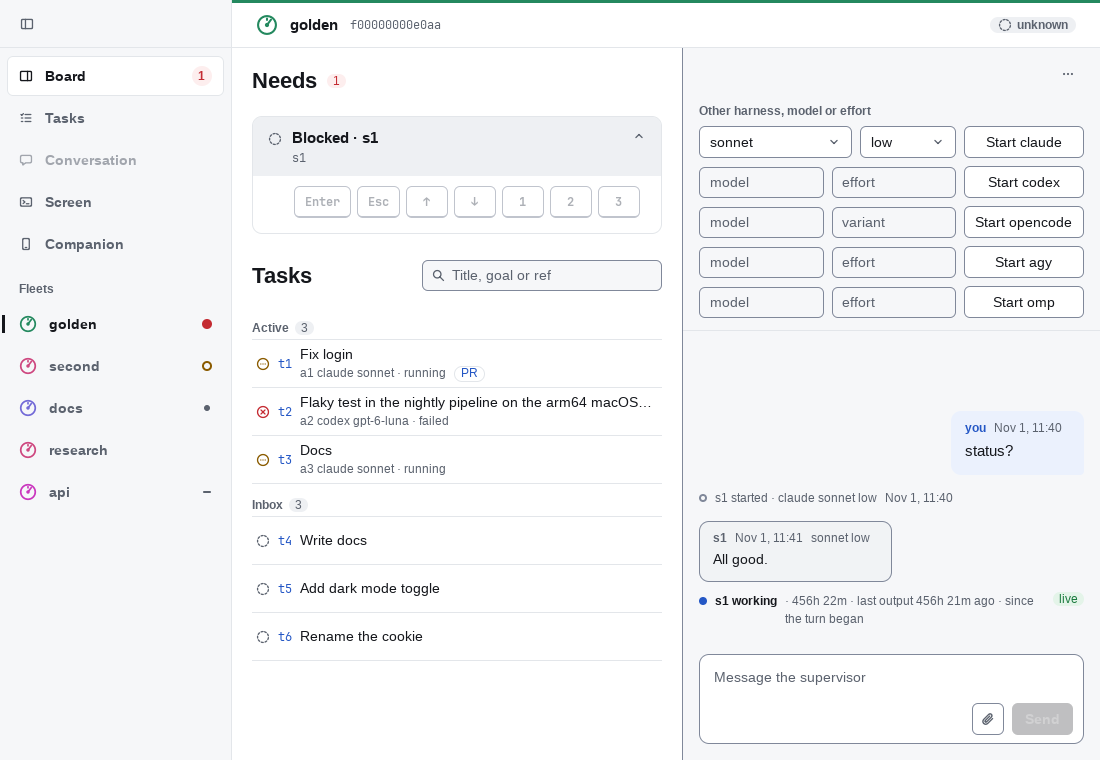 golden f00000000e0aa
unknown
Board 1
Tasks
Conversation
Screen
Companion
Fleets
golden
second
docs
research
api
Needs 1
Blocked · s1
s1
Enter Esc ↑ ↓ 1 2 3
Tasks
Title, goal or ref
Active 3
t1 Fix login
a1 claude sonnet · running PR
t2 Flaky test in the nightly pipeline on the arm64 macOS…
a2 codex gpt-6-luna · failed
t3 Docs
a3 claude sonnet · running
Inbox 3
t4 Write docs
t5 Add dark mode toggle
t6 Rename the cookie
Other harness, model or effort
sonnet low Start claude
model effort Start codex
model variant Start opencode
model effort Start agy
model effort Start omp
you Nov 1, 11:40
status?
s1 started · claude sonnet low Nov 1, 11:40
s1 Nov 1, 11:41 sonnet low
All good.
s1 working · 456h 22m · last output 456h 21m ago · since live
the turn began
Message the supervisor
Send